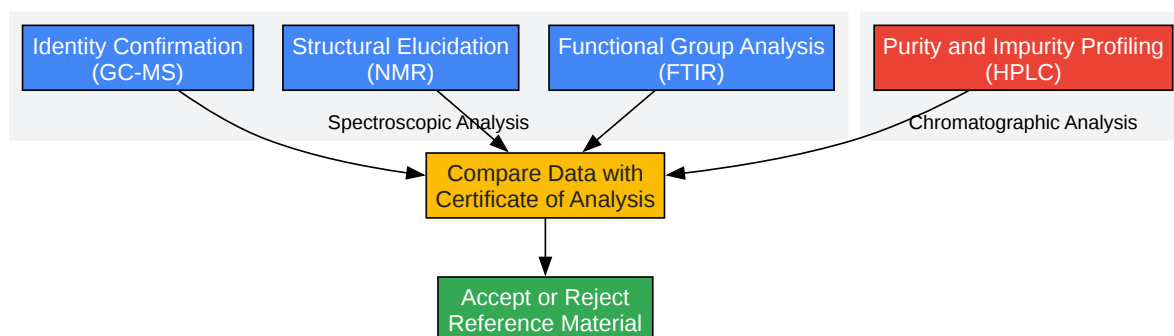 Identity Confirmation
(GC-MS)
Structural Elucidation
(NMR)
Functional Group Analysis
(FTIR)
Purity and Impurity Profiling
(HPLC)
Spectroscopic Analysis
Chromatographic Analysis
Compare Data with
Certificate of Analysis
Accept or Reject
Reference Material